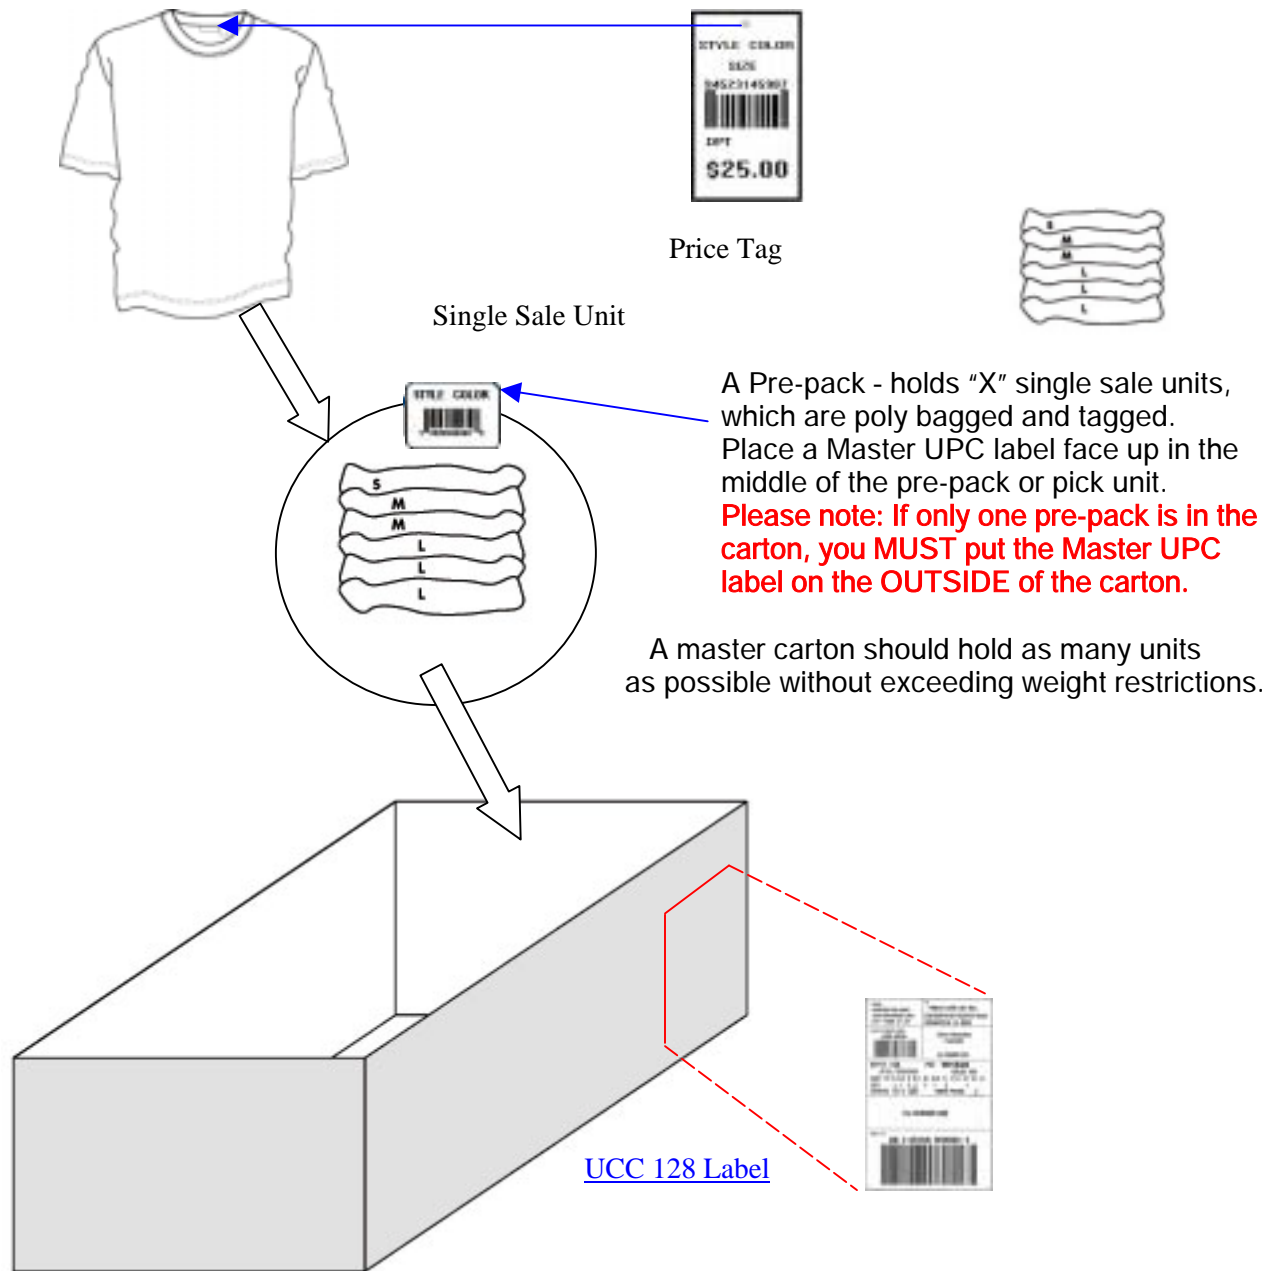 STYLE COLOR
SIZE
DPT
$25.00
Price Tag
S
M
M
L
L
L
Single Sale Unit
STYLE COLOR
A Pre-pack - holds “X” single sale units,
which are poly bagged and tagged.
Place a Master UPC label face up in the
middle of the pre-pack or pick unit.
Please note: If only one pre-pack is in the
carton, you MUST put the Master UPC
label on the OUTSIDE of the carton.
S
M
M
L
L
L
A master carton should hold as many units
as possible without exceeding weight restrictions.
UCC 128 Label